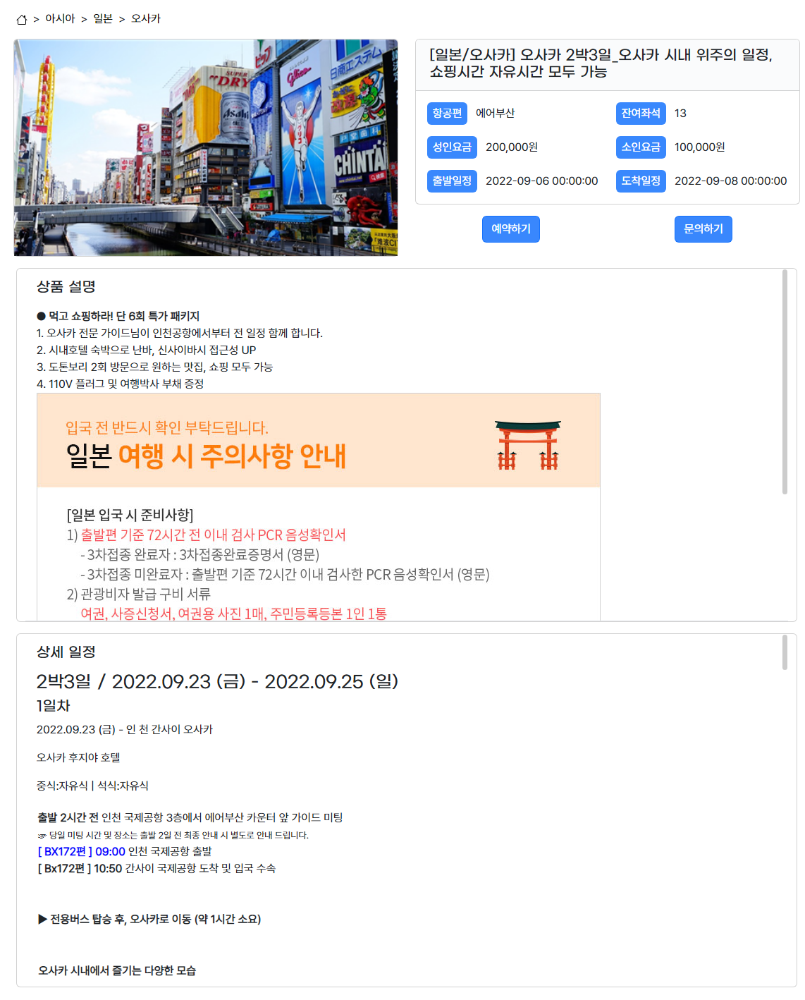 > 아시아 > 일본 > 오사카
SUPER
"DRY
Asahi
Glico
日商エステム
CHINTAI
[일본/오사카] 오사카 2박3일_오사카 시내 위주의 일정,
쇼핑시간 자유시간 모두 가능
항공편 에어부산 잔여좌석 13
성인요금 200,000원 소인요금 100,000원
출발일정 2022-09-06 00:00:00 도착일정 2022-09-08 00:00:00
예약하기 문의하기
상품 설명
● 먹고 쇼핑하라! 단 6회 특가 패키지
1. 오사카 전문 가이드님이 인천공항에서부터 전 일정 함께 합니다.
2. 시내호텔 숙박으로 난바, 신사이바시 접근성 UP
3. 도톤보리 2회 방문으로 원하는 맛집, 쇼핑 모두 가능
4. 110V 플러그 및 여행박사 부채 증정
입국 전 반드시 확인 부탁드립니다.
일본 여행 시 주의사항 안내
[일본 입국 시 준비사항]
1) 출발편 기준 72시간 전 이내 검사 PCR 음성확인서
- 3차접종 완료자 : 3차접종완료증명서 (영문)
- 3차접종 미완료자 : 출발편 기준 72시간 이내 검사한 PCR 음성확인서 (영문)
2) 관광비자 발급 구비 서류
여권, 사증신청서, 여권용 사진 1매, 주민등록등본 1인 1통
상세 일정
2박3일 / 2022.09.23 (금) - 2022.09.25 (일)
1일차
2022.09.23 (금) - 인 천 간사이 오사카
오사카 후지야 호텔
중식:자유식 | 석식:자유식
출발 2시간 전 인천 국제공항 3층에서 에어부산 카운터 앞 가이드 미팅
☞ 당일 미팅 시간 및 장소는 출발 2일 전 최종 안내 시 별도로 안내 드립니다.
[ BX172편 ] 09:00 인천 국제공항 출발
[ Bx172편 ] 10:50 간사이 국제공항 도착 및 입국 수속
▶ 전용버스 탑승 후, 오사카로 이동 (약 1시간 소요)
오사카 시내에서 즐기는 다양한 모습